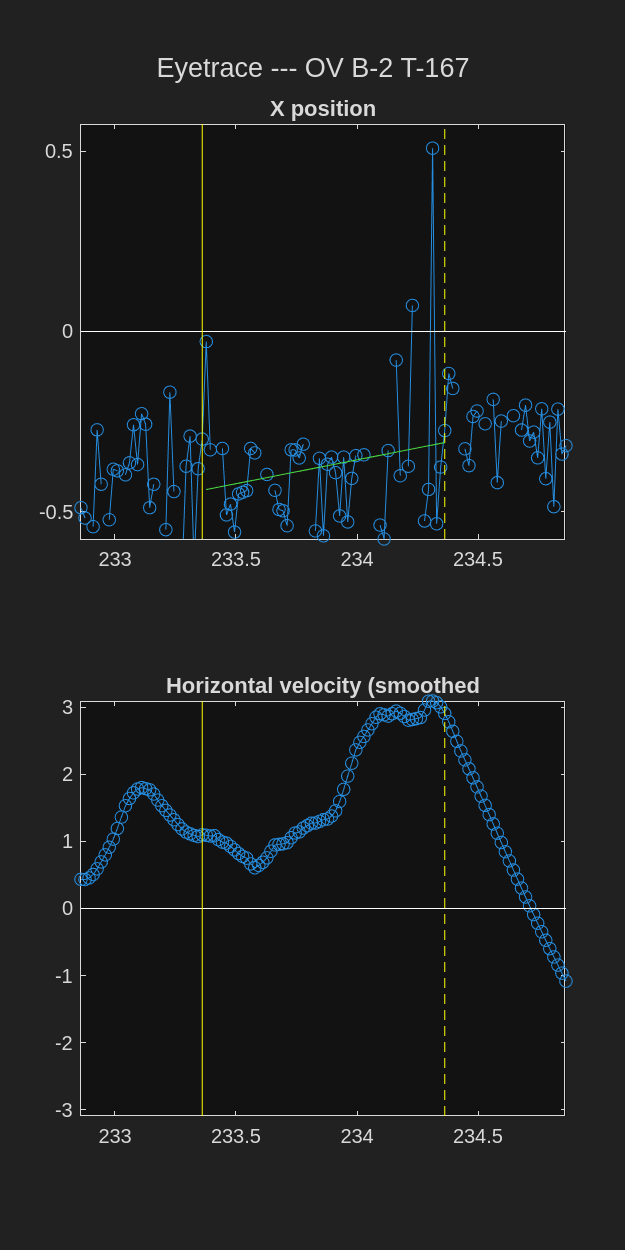 Eyetrace --- OV B-2 T-167
X position
0.5
0
-0.5
233 233.5 234 234.5
Horizontal velocity (smoothed
3
2
1
0
-1
-2
-3
233 233.5 234 234.5